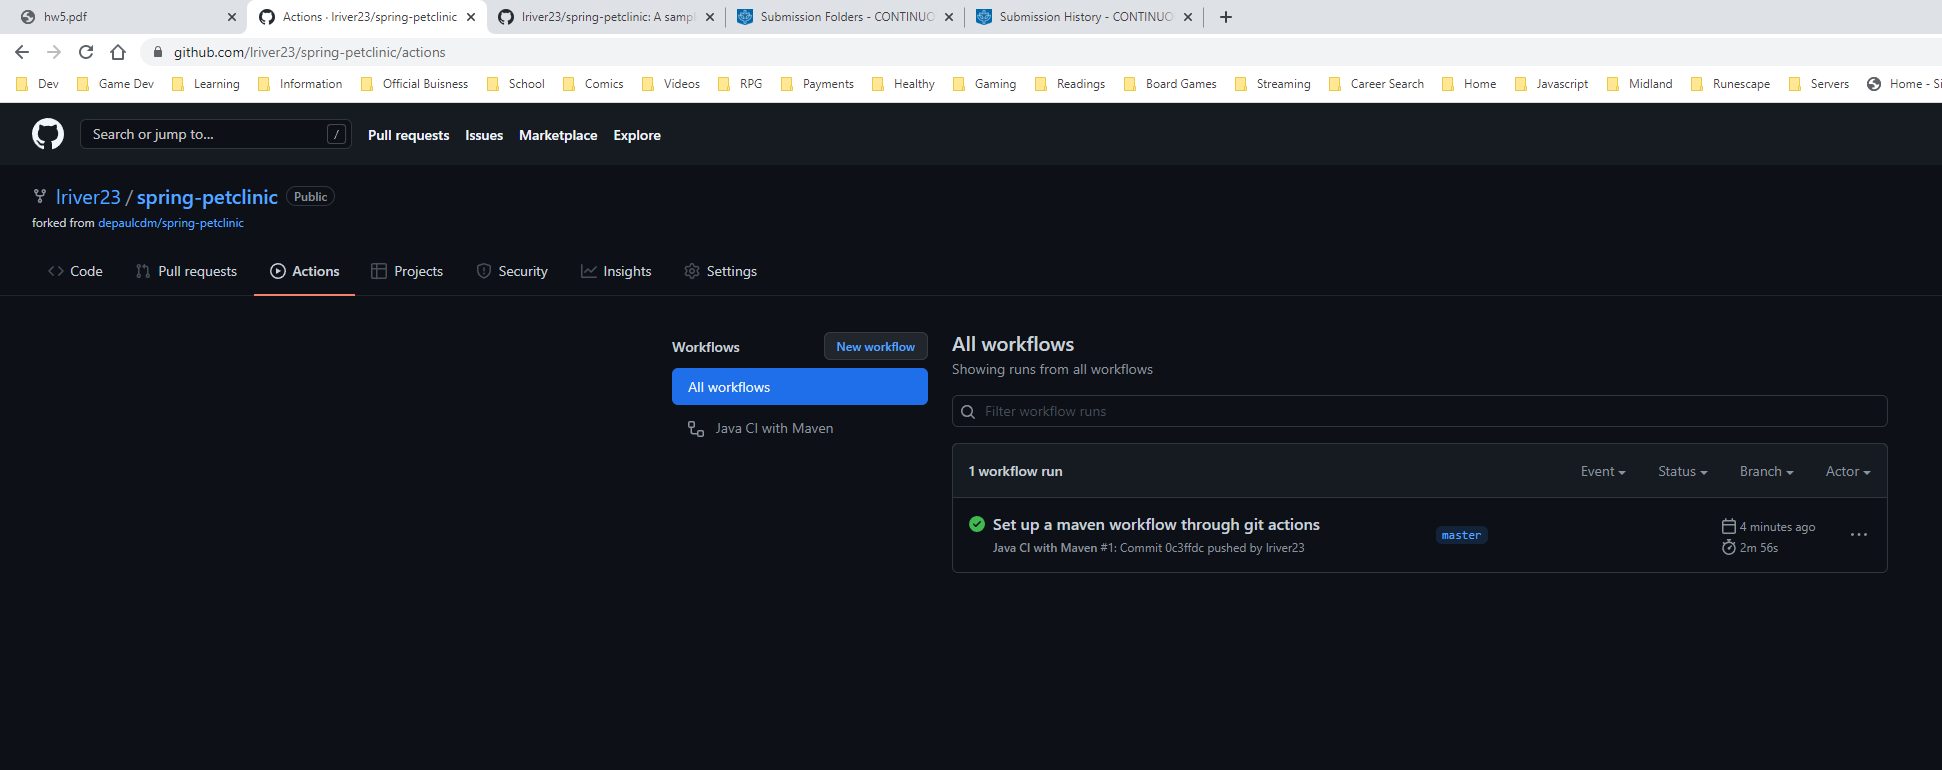 hw5.pdf
Actions · lriver23/spring-petclinic
lriver23/spring-petclinic: A sampl
Submission Folders - CONTINUO
Submission History - CONTINUO
github.com/lriver23/spring-petclinic/actions
Dev
Game Dev
Learning
Information
Official Buisness
School
Comics
Videos
RPG
Payments
Healthy
Gaming
Readings
Board Games
Streaming
Career Search
Home
Javascript
Midland
Runescape
Servers
Home - Si
Search or jump to...
/
Pull requests
Issues
Marketplace
Explore
lriver23 / spring-petclinic
Public
forked from depaulcdm/spring-petclinic
Code
Pull requests
Actions
Projects
Security
Insights
Settings
Workflows
New workflow
All workflows
Java CI with Maven
All workflows
Showing runs from all workflows
Filter workflow runs
1 workflow run
Event
Status
Branch
Actor
Set up a maven workflow through git actions
Java CI with Maven #1: Commit 0c3ffdc pushed by lriver23
master
4 minutes ago
2m 56s